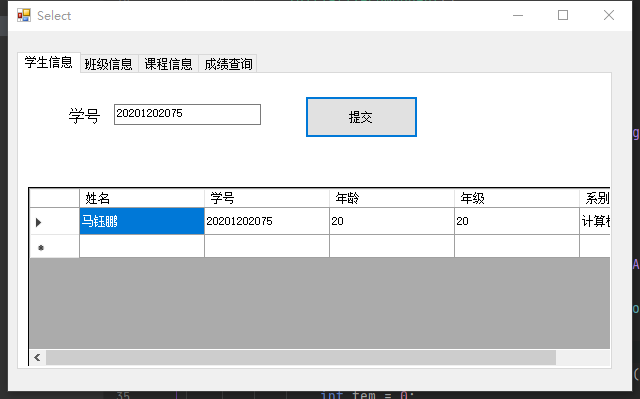 Select
学生信息 班级信息 课程信息 成绩查询
学号 20201202075 提交
姓名 学号 年龄 年级 系别
马钰鹏 20201202075 20 20 计算机
35 int fem = 0;